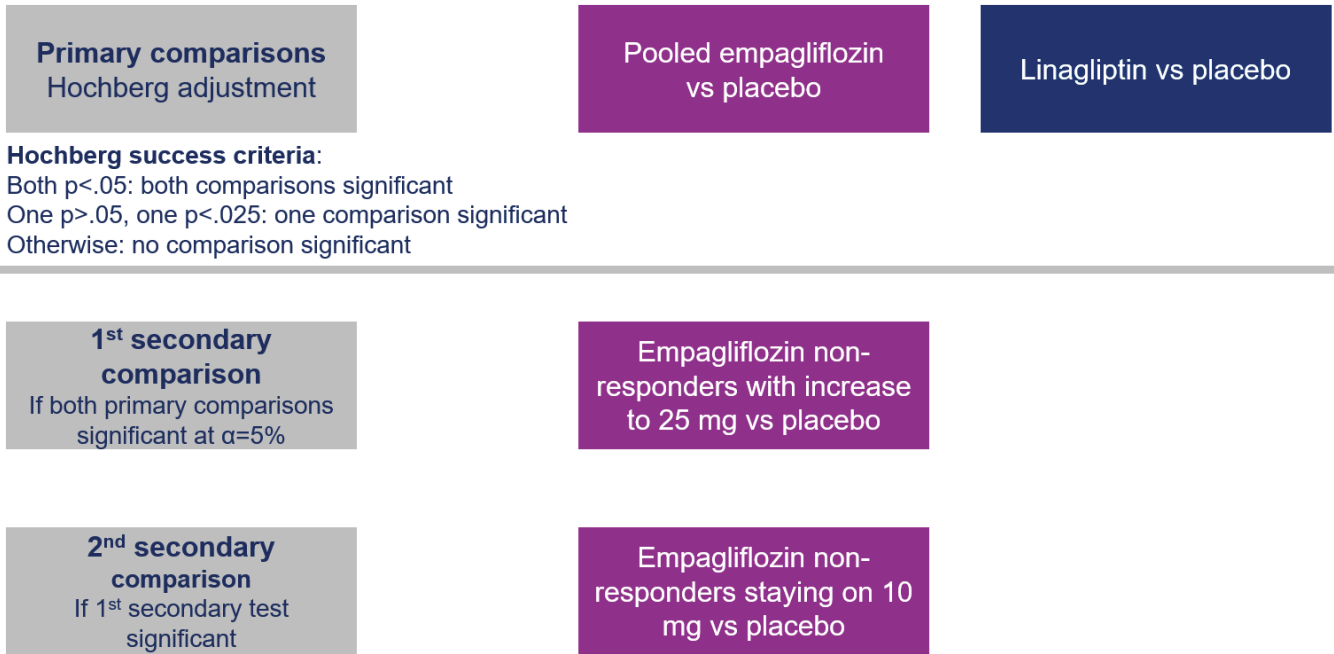 Primary comparisons
Hochberg adjustment
Pooled empagliflozin
vs placebo
Linagliptin vs placebo
Hochberg success criteria:
Both p<.05: both comparisons significant
One p>.05, one p<.025: one comparison significant
Otherwise: no comparison significant
1st secondary
comparison
If both primary comparisons
significant at α=5%
Empagliflozin non-
responders with increase
to 25 mg vs placebo
2nd secondary
comparison
If 1st secondary test
significant
Empagliflozin non-
responders staying on 10
mg vs placebo